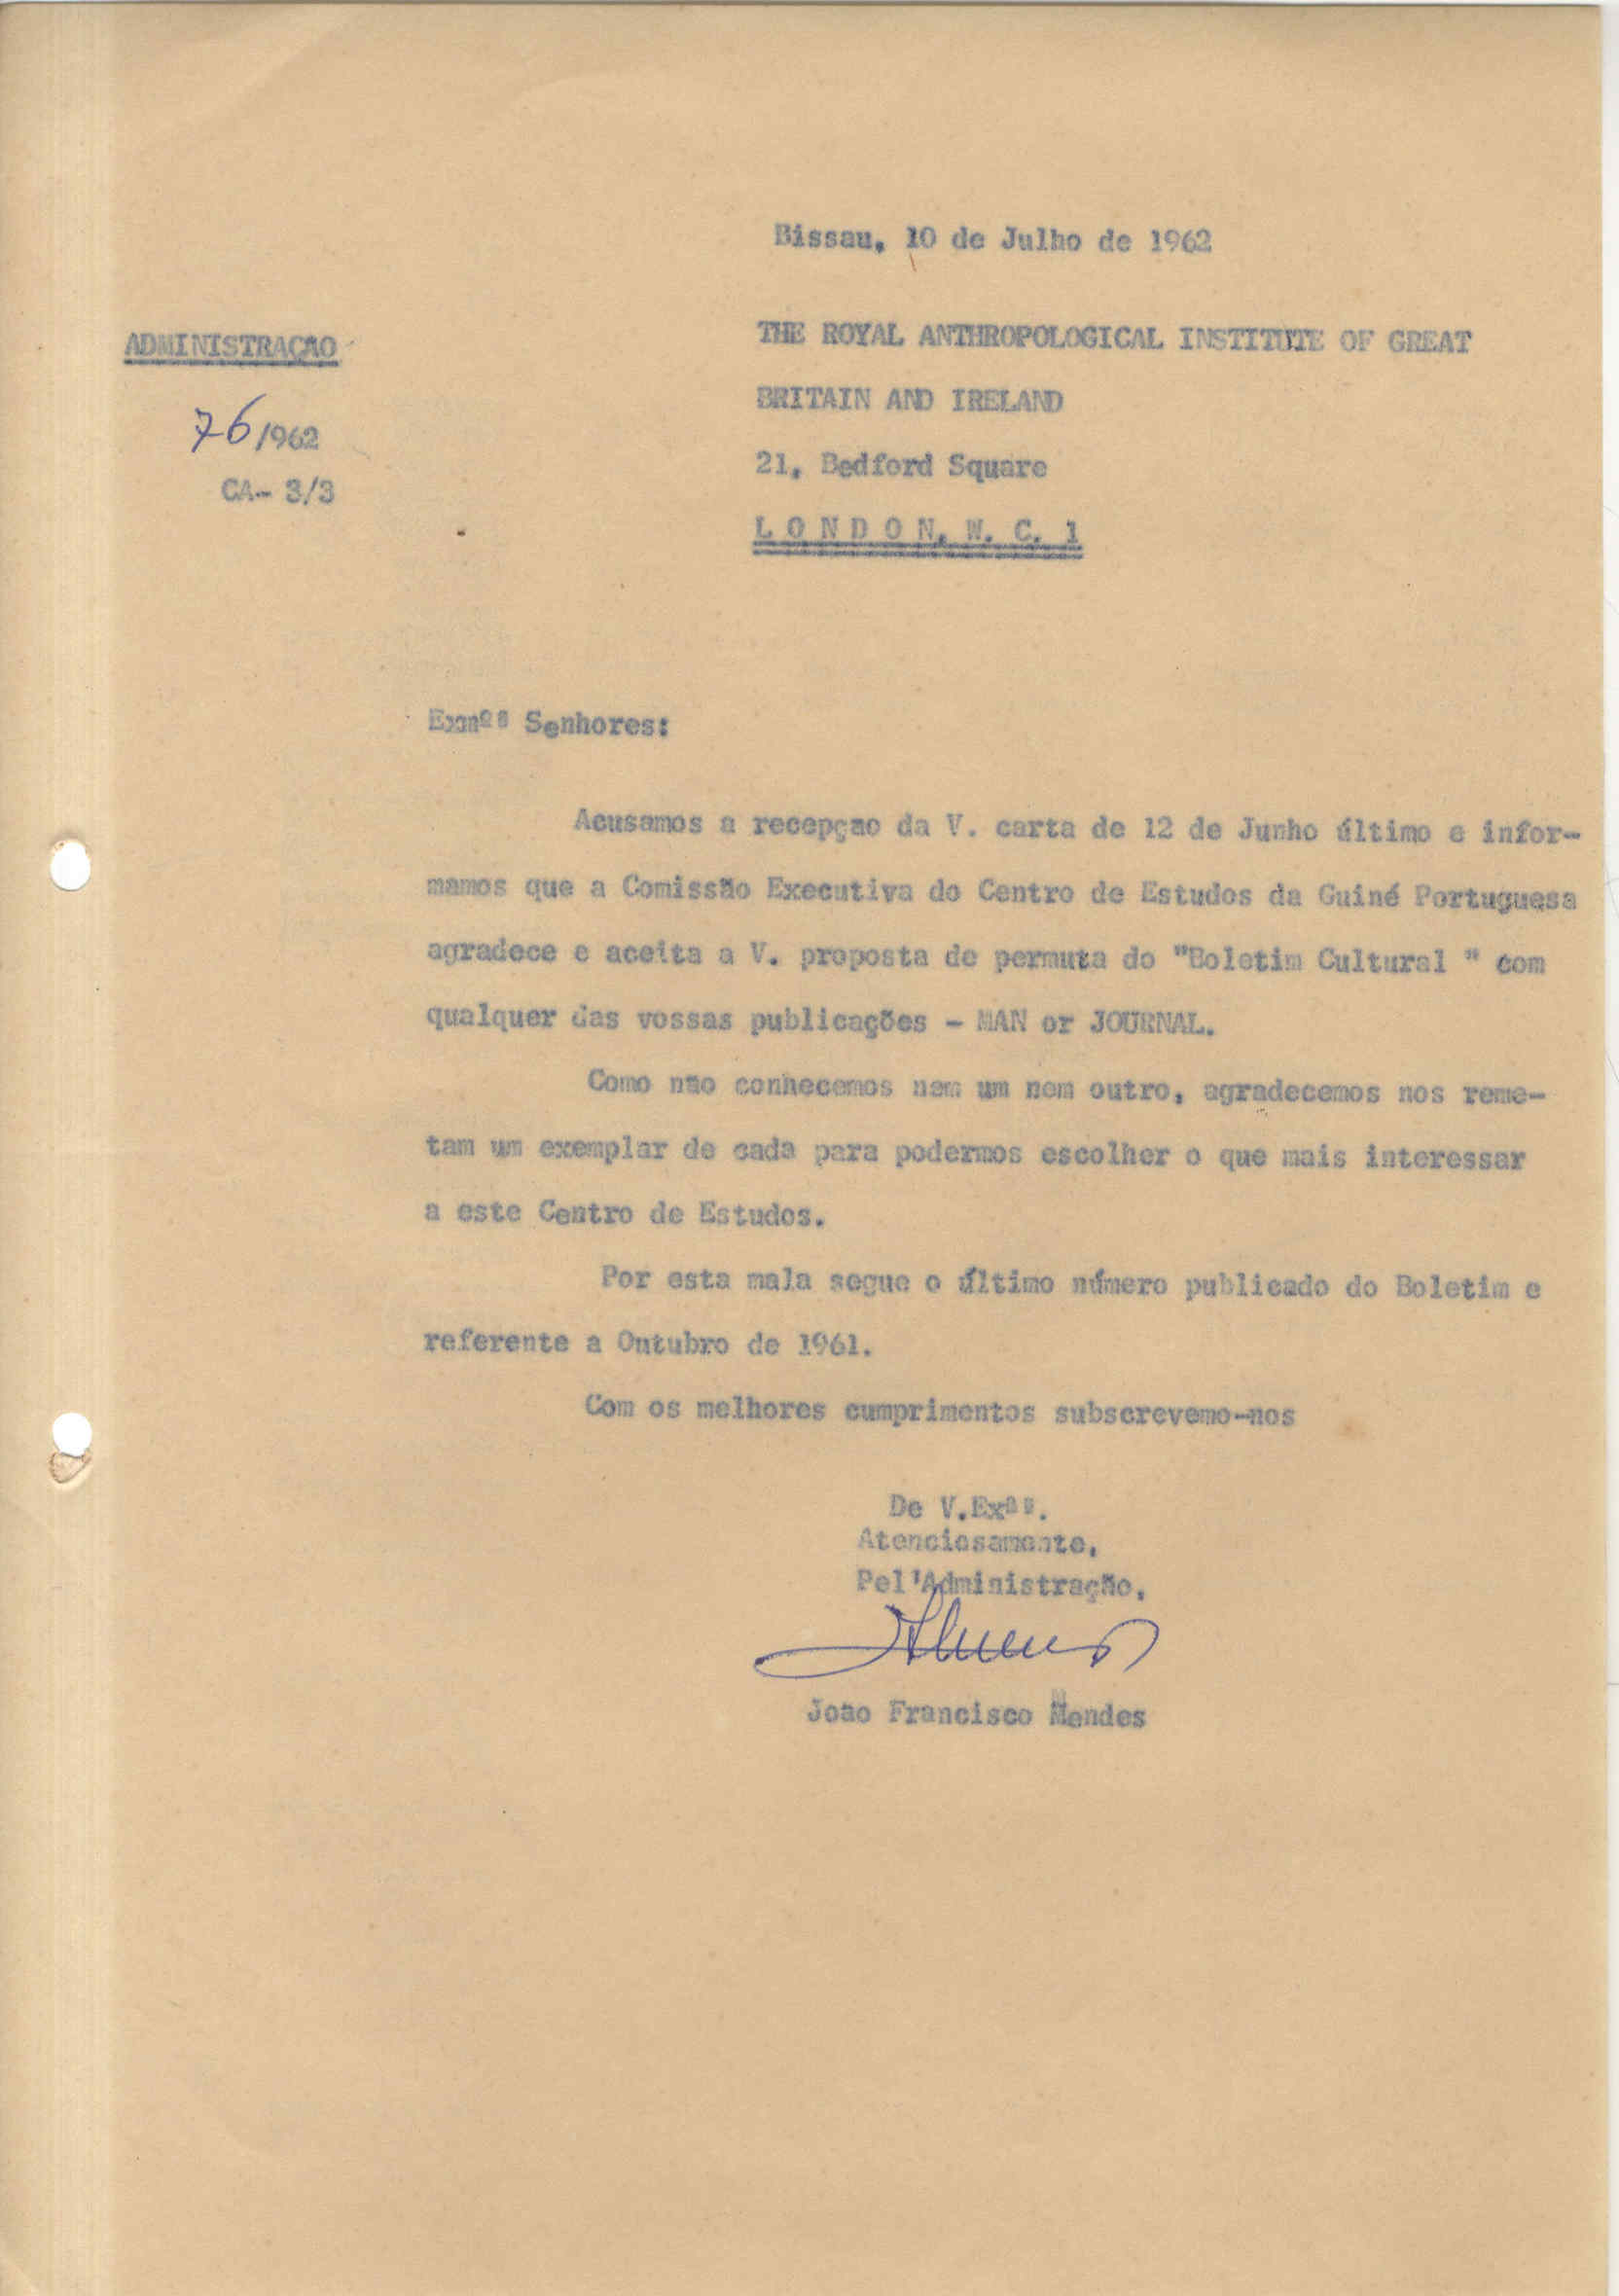 Bissau, 10 de Julho de 1962
ADMINISTRAÇÃO
THE ROYAL ANTHROPOLOGICAL INSTITUTE OF GREAT
BRITAIN AND IRELAND
76/962
21, Bedford Square
CA- 3/3
L O N D O N, W. C. 1
Exmºs Senhores:
Acusamos a recepção da V. carta de 12 de Junho último e infor-
mamos que a Comissão Executiva do Centro de Estudos da Guiné Portuguesa
agradece e aceita a V. proposta de permuta do "Boletim Cultural " com
qualquer das vossas publicações - MAN or JOURNAL.
Como não conhecemos nem um nem outro, agradecemos nos reme-
tam um exemplar de cada para podermos escolher o que mais interessar
a este Centro de Estudos.
Por esta mala segue o último número publicado do Boletim e
referente a Outubro de 1961.
Com os melhores cumprimentos subscrevemo-nos
De V.Exªs.
Atenciosamente,
Pel'Administração,
João Francisco Mendes